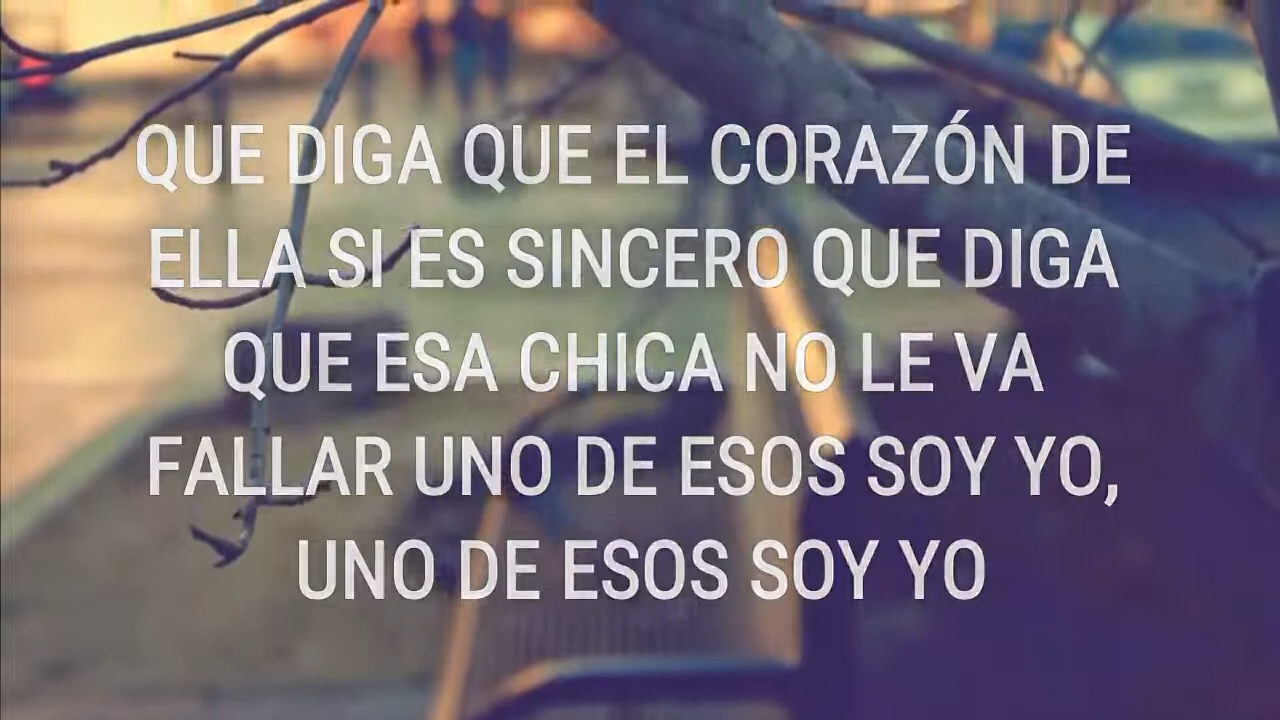 QUE DIGA QUE EL CORAZÓN DE
ELLA SI ES SINCERO QUE DIGA
QUE ESA CHICA NO LE VA
FALLAR UNO DE ESOS SOY YO,
UNO DE ESOS SOY YO